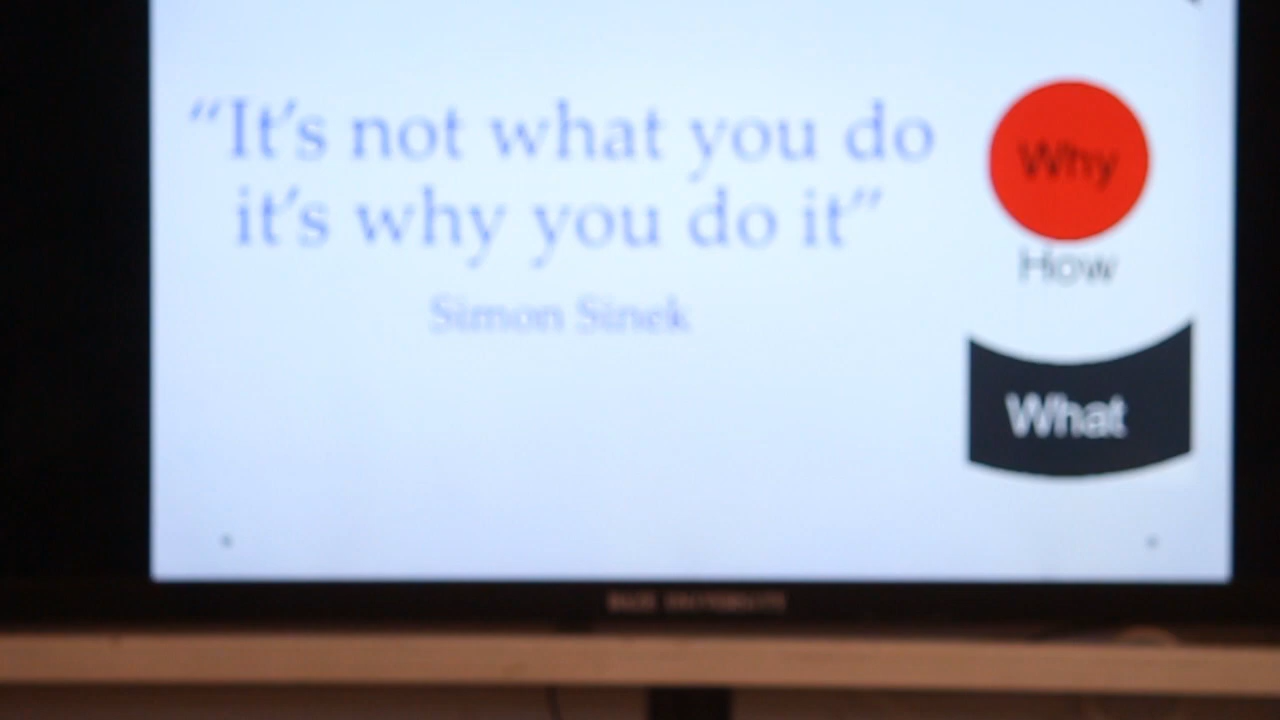 “It’s not what you do
it’s why you do it”
Simon Sinek
Why
How
What